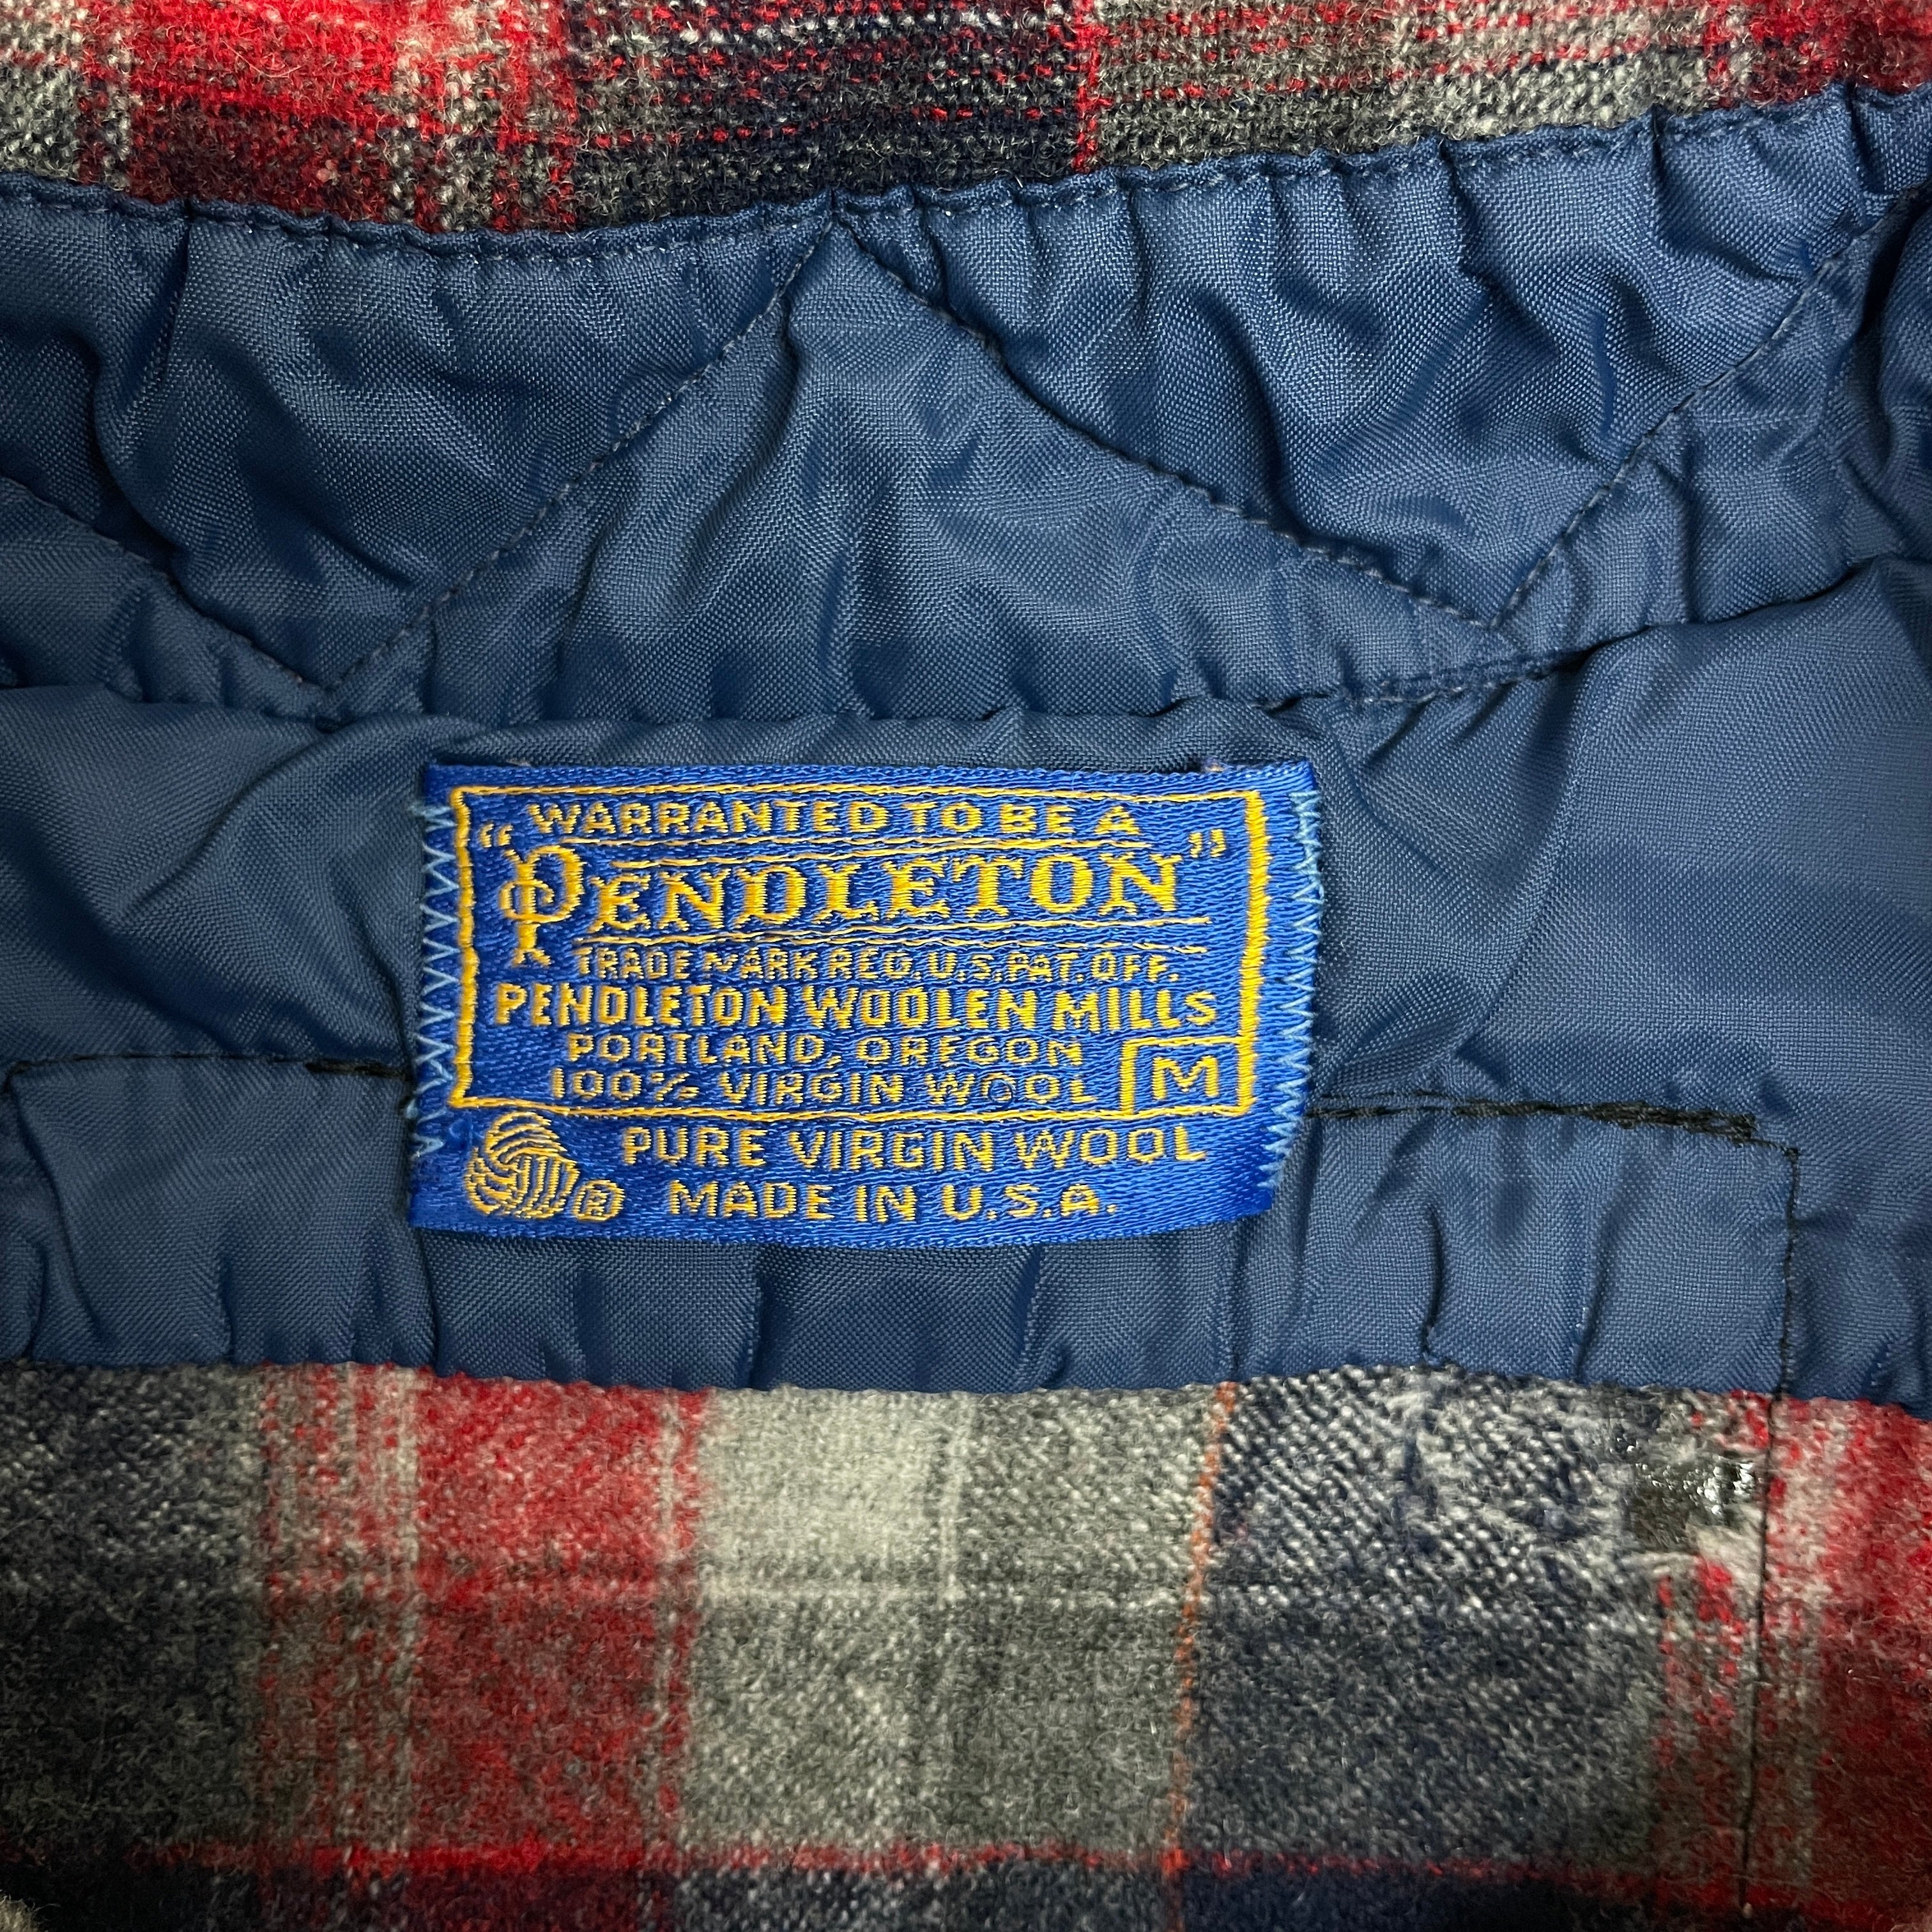 WARRANTED TO BE A
"PENDLETON"
TRADE MARK REG. U.S. PAT. OFF.
PENDLETON WOOLEN MILLS
PORTLAND, OREGON
100% VIRGIN WOOL M
PURE VIRGIN WOOL
® MADE IN U.S.A.